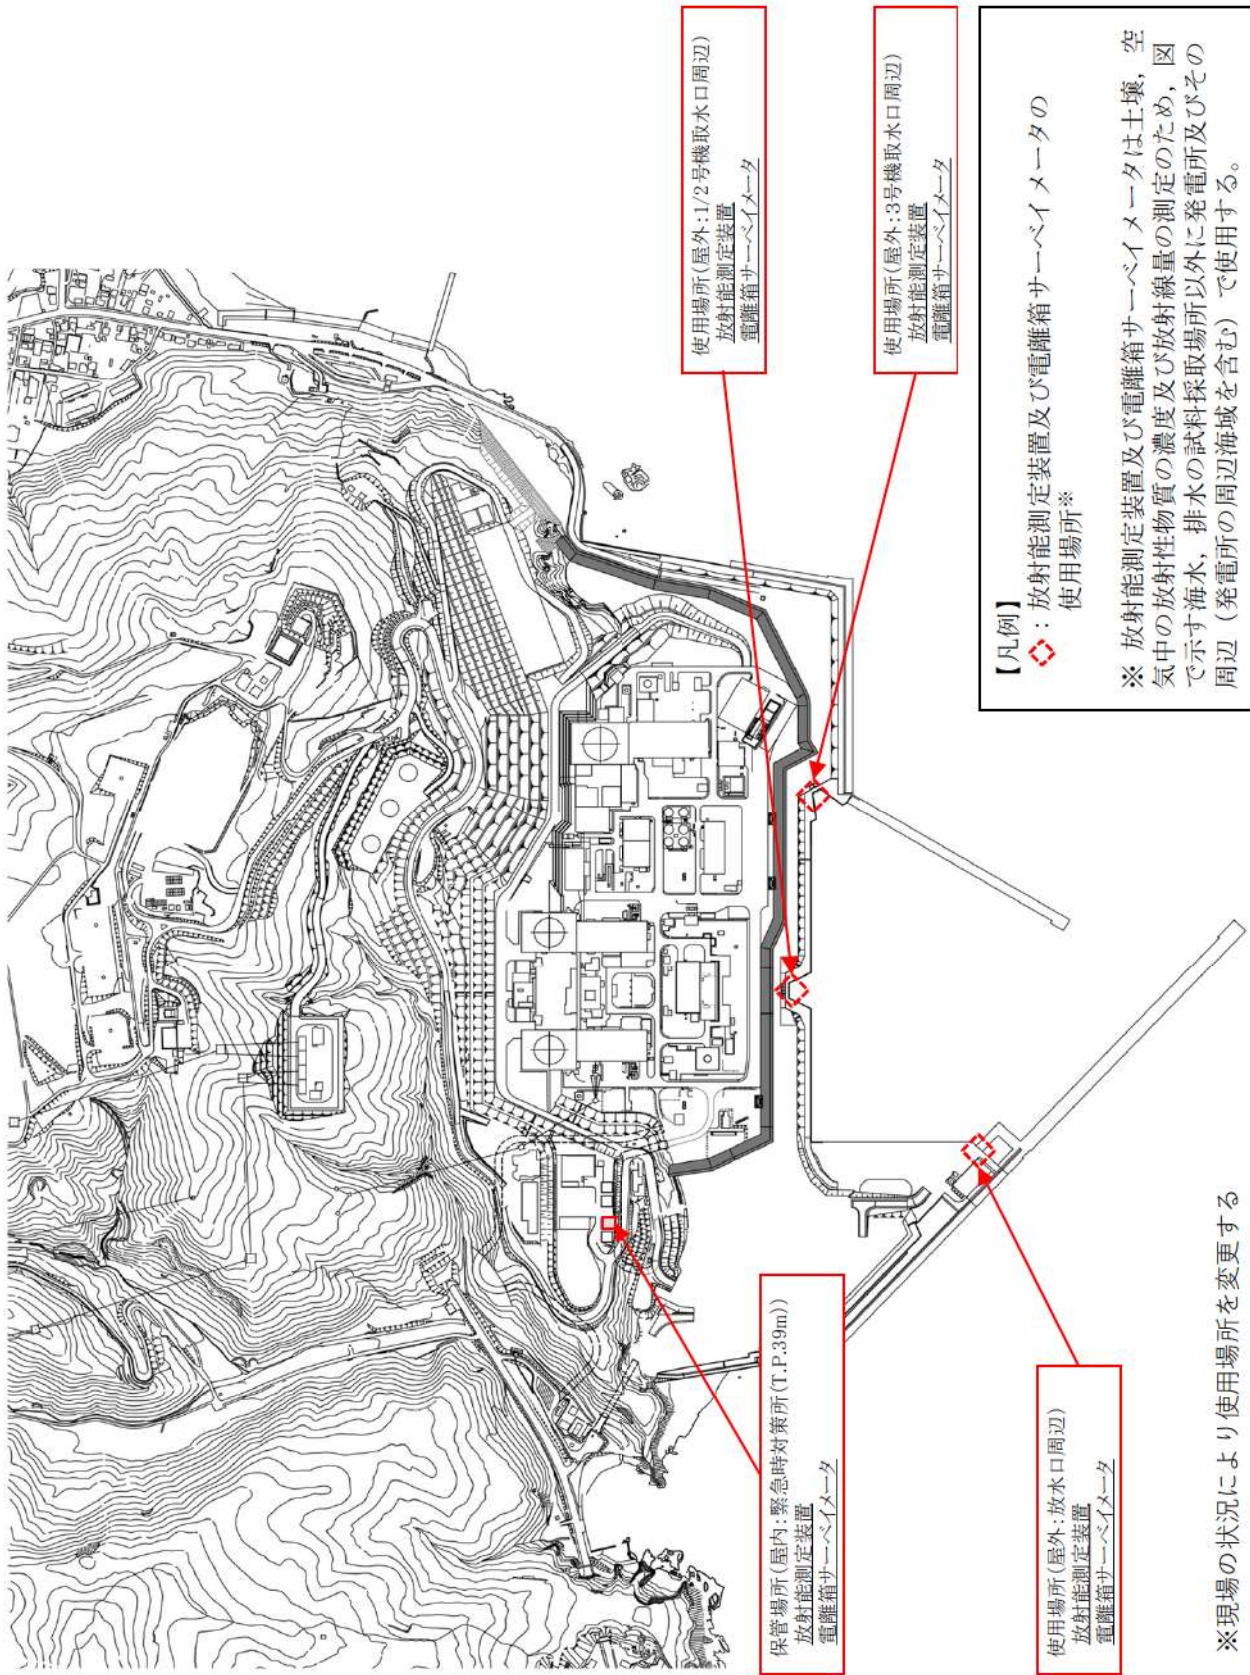 保管場所(屋内:緊急時対策所(T.P.39m))
放射能測定装置
電離箱サーベイメータ
使用場所(屋外:放水口周辺)
放射能測定装置
電離箱サーベイメータ
使用場所(屋外:1/2号機取水口周辺)
放射能測定装置
電離箱サーベイメータ
使用場所(屋外:3号機取水口周辺)
放射能測定装置
電離箱サーベイメータ
【凡例】
:放射能測定装置及び電離箱サーベイメータの
使用場所※
※ 放射能測定装置及び電離箱サーベイメータは土壌,空
気中の放射性物質の濃度及び放射線量の測定のため,図
で示す海水,排水の試料採取場所以外に発電所及びその
周辺(発電所の周辺海域を含む)で使用する。
※現場の状況により使用場所を変更する